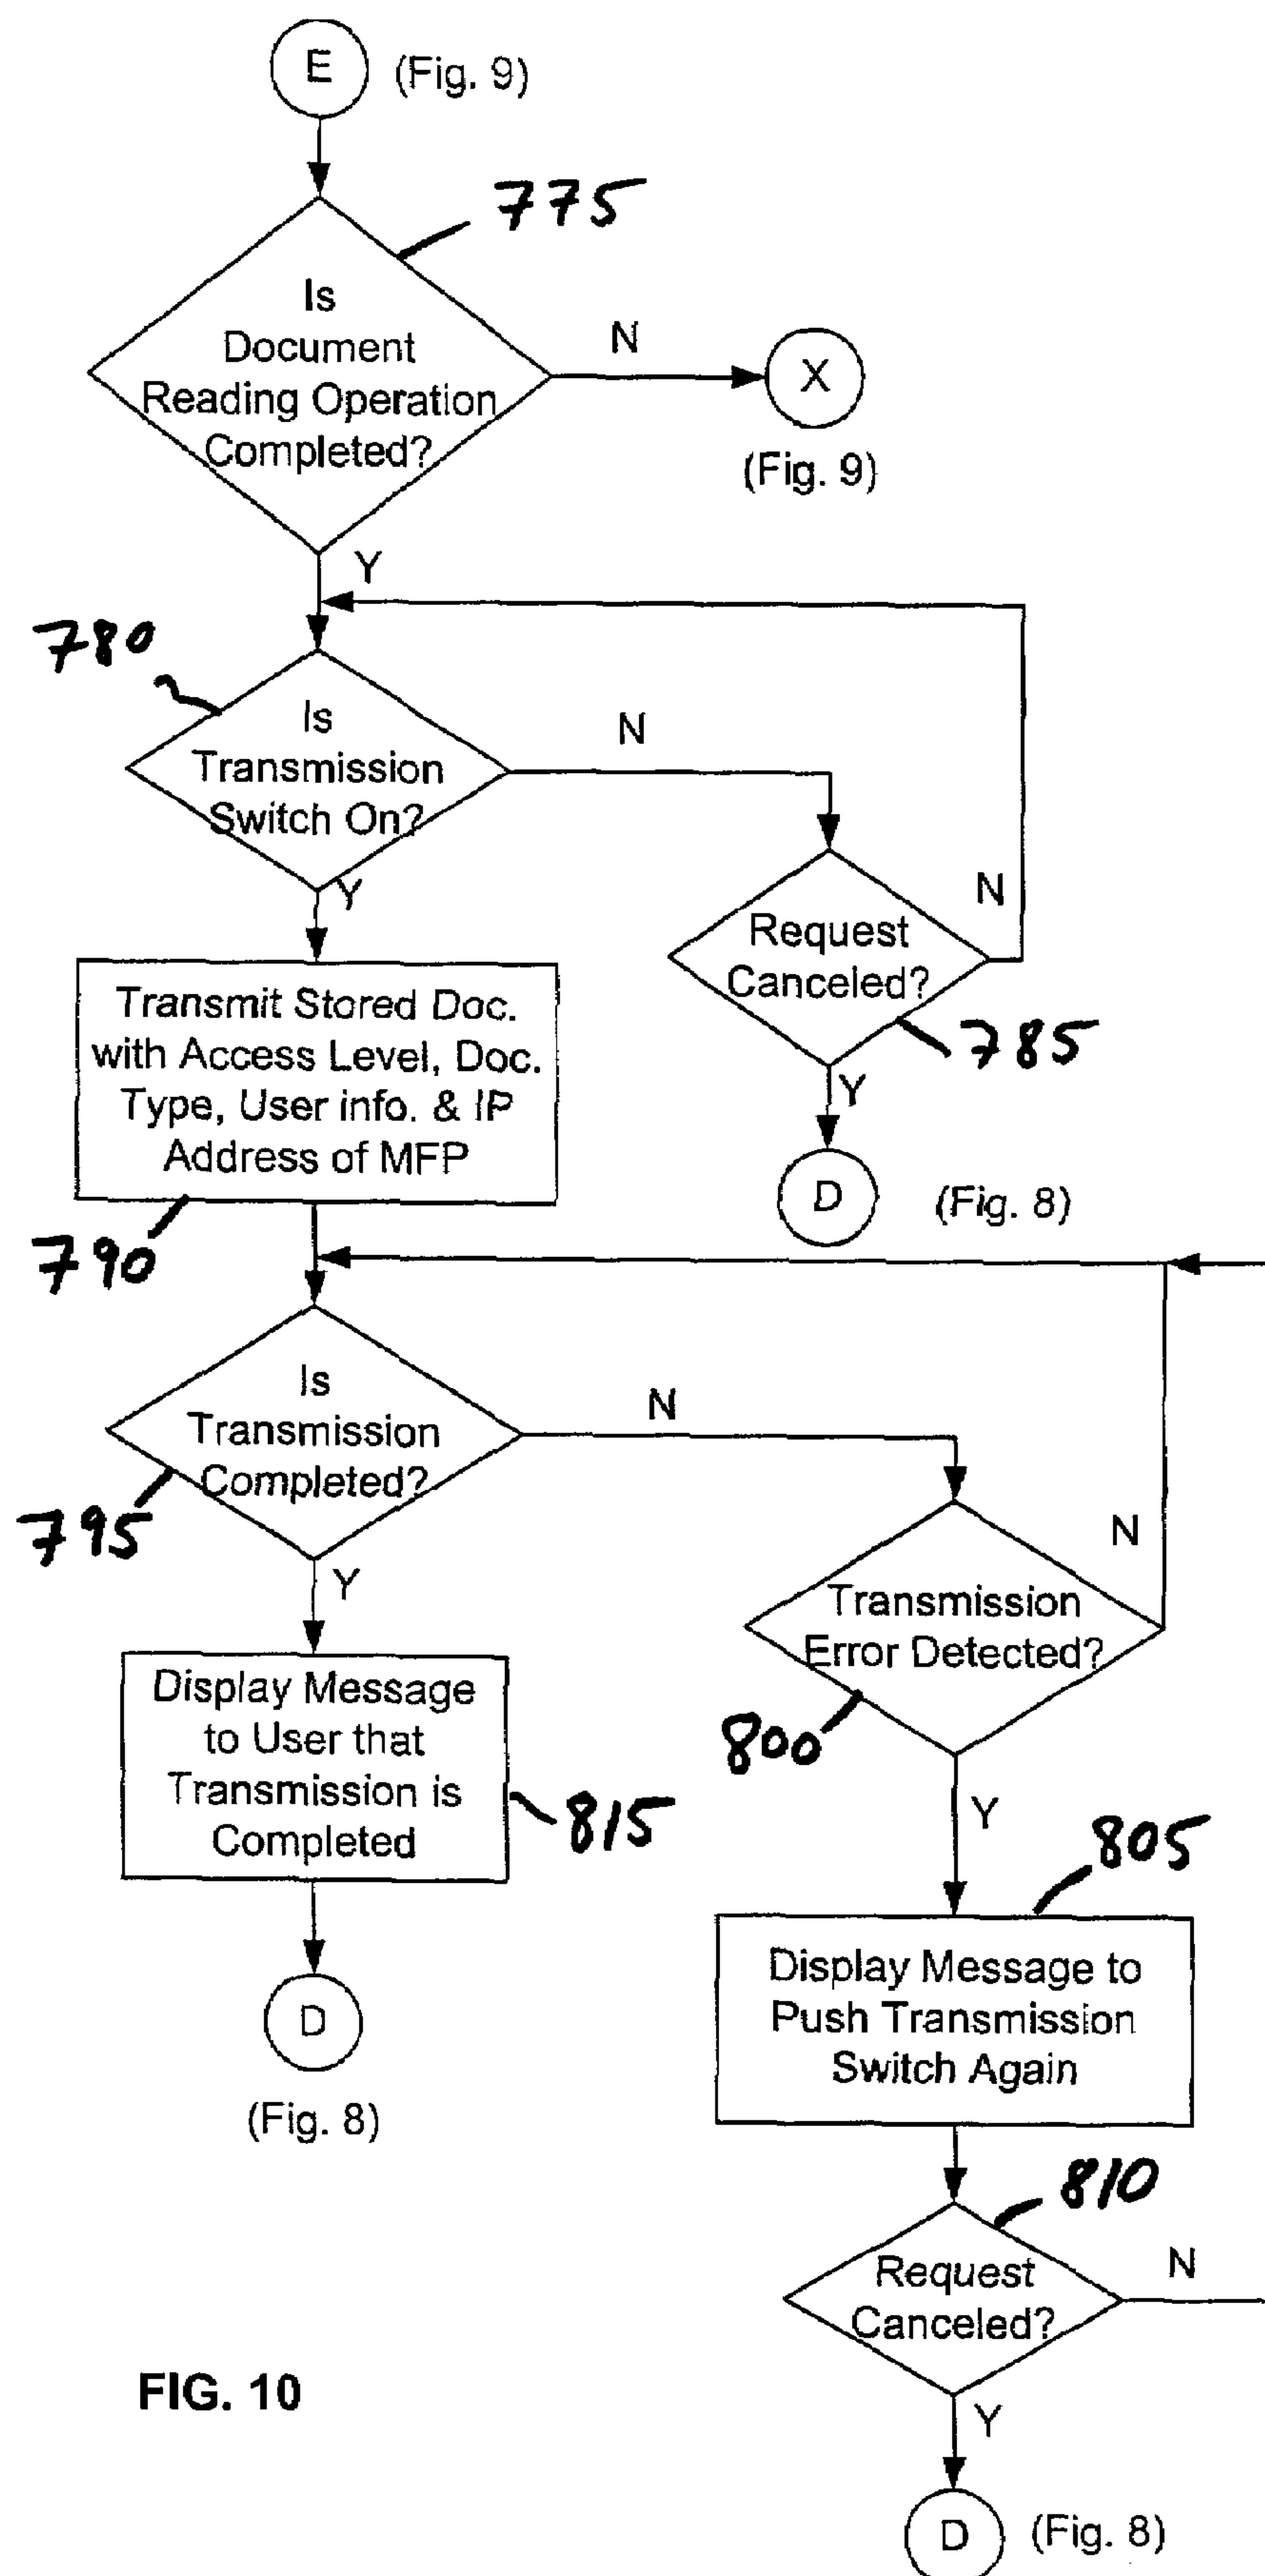 E (Fig. 9)
775
Is
Document
Reading Operation
Completed?
N
X
(Fig. 9)
Y
780
Is
Transmission
Switch On?
N
Y
Request
Canceled?
N
785
Y
D (Fig. 8)
Transmit Stored Doc.
with Access Level, Doc.
Type, User info. & IP
Address of MFP
790
Is
Transmission
Completed?
N
795
Y
Transmission
Error Detected?
N
800
Y
Display Message
to User that
Transmission is
Completed
815
D
(Fig. 8)
805
Display Message to
Push Transmission
Switch Again
810
Request
Canceled?
N
Y
D (Fig. 8)
FIG. 10